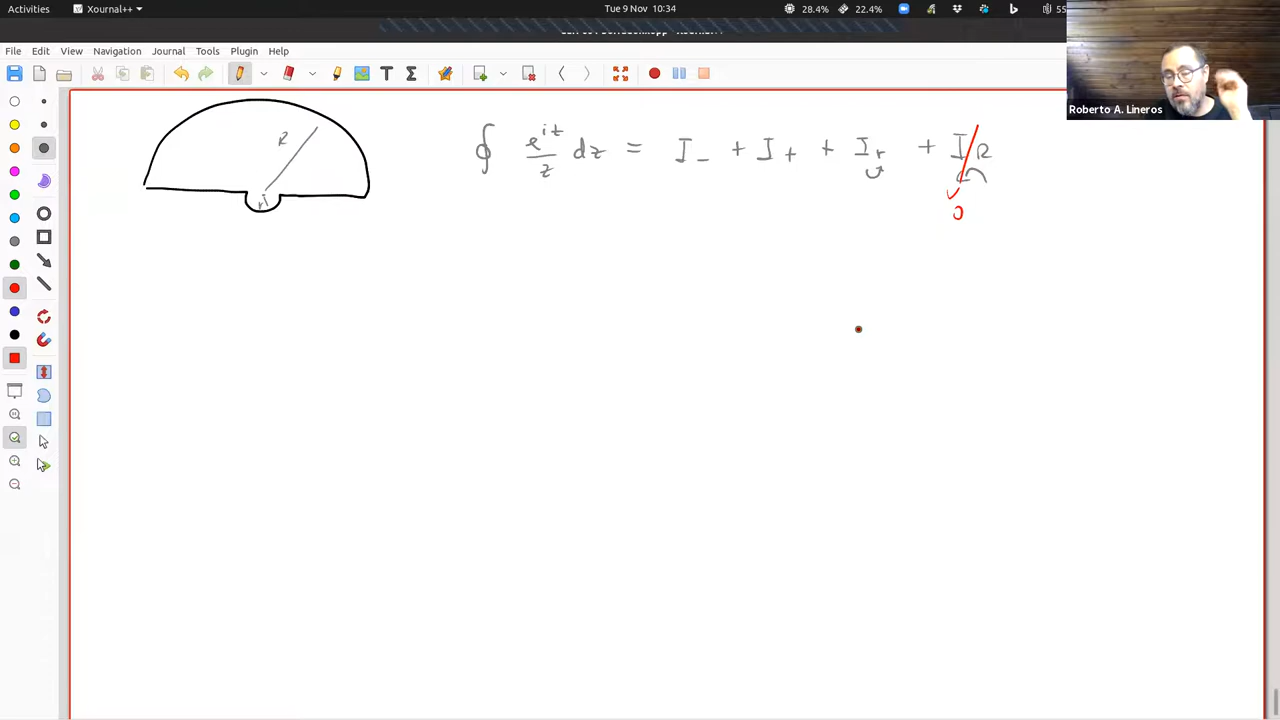 Activities
Xournal++
Tue 9 Nov 10:34
28.4%
22.4%
File Edit View Navigation Journal Tools Plugin Help
Roberto A. Lineros
R
r
∮ e^{iz}/z dz = I_- + I_+ + I_r + I_R
0